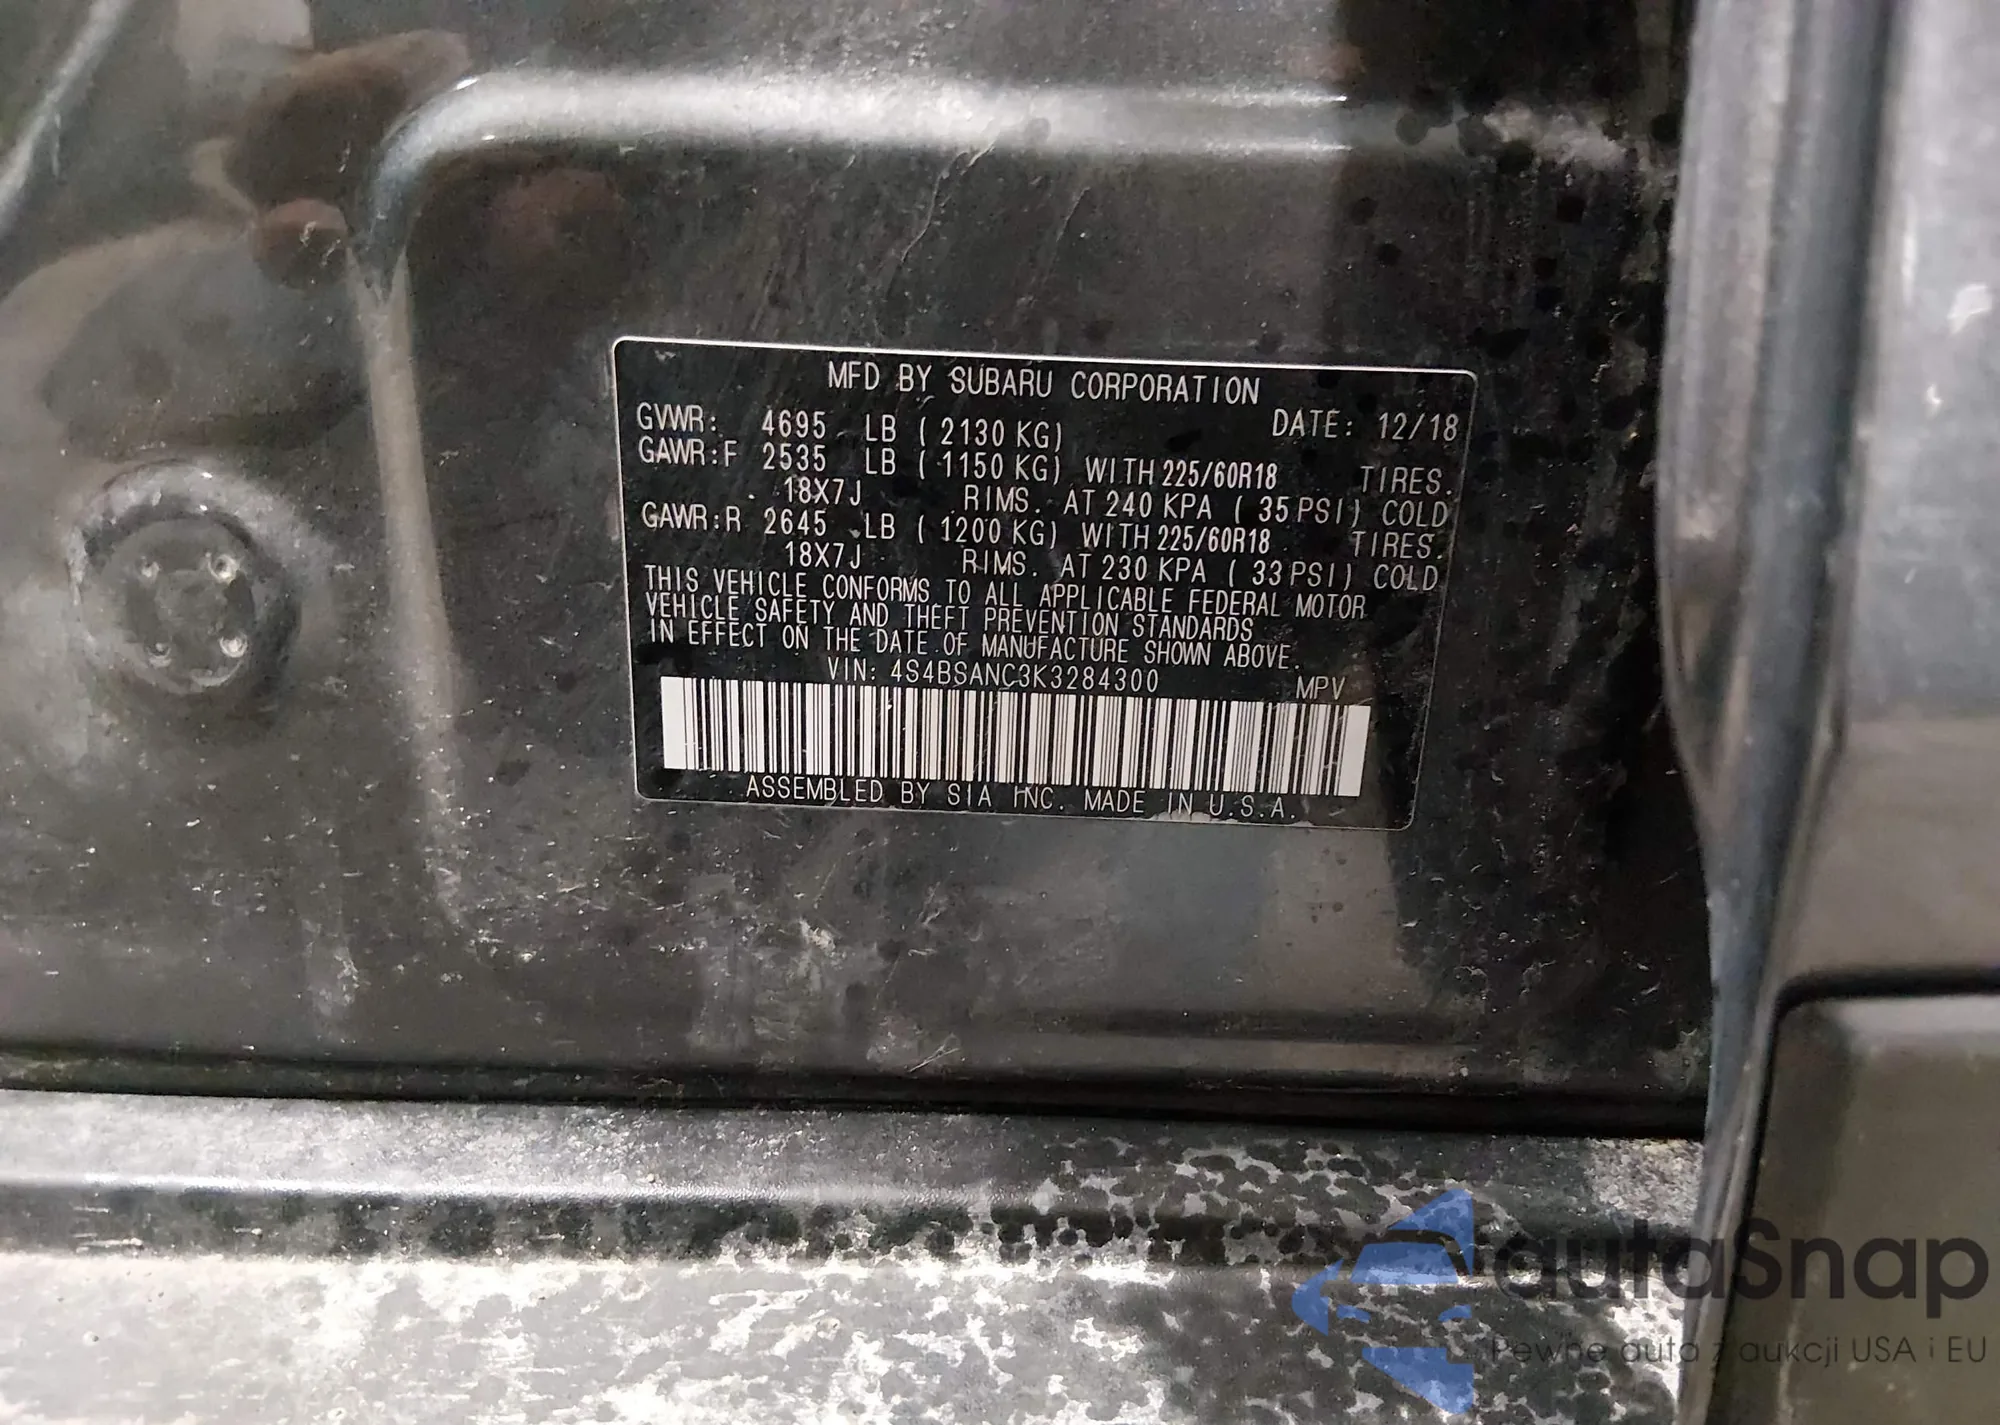 MFD BY SUBARU CORPORATION
GVWR: 4695 LB ( 2130 KG) DATE: 12/18
GAWR:F 2535 LB ( 1150 KG) WITH 225/60R18 TIRES.
18X7J RIMS. AT 240 KPA ( 35 PSI) COLD
GAWR:R 2645 LB ( 1200 KG) WITH 225/60R18 TIRES.
18X7J RIMS. AT 230 KPA ( 33 PSI) COLD
THIS VEHICLE CONFORMS TO ALL APPLICABLE FEDERAL MOTOR
VEHICLE SAFETY AND THEFT PREVENTION STANDARDS
IN EFFECT ON THE DATE OF MANUFACTURE SHOWN ABOVE.
VIN: 4S4BSANC3K3284300 MPV
ASSEMBLED BY SIA INC. MADE IN U.S.A.
autaSnap
Pewne auta z aukcji USA i EU